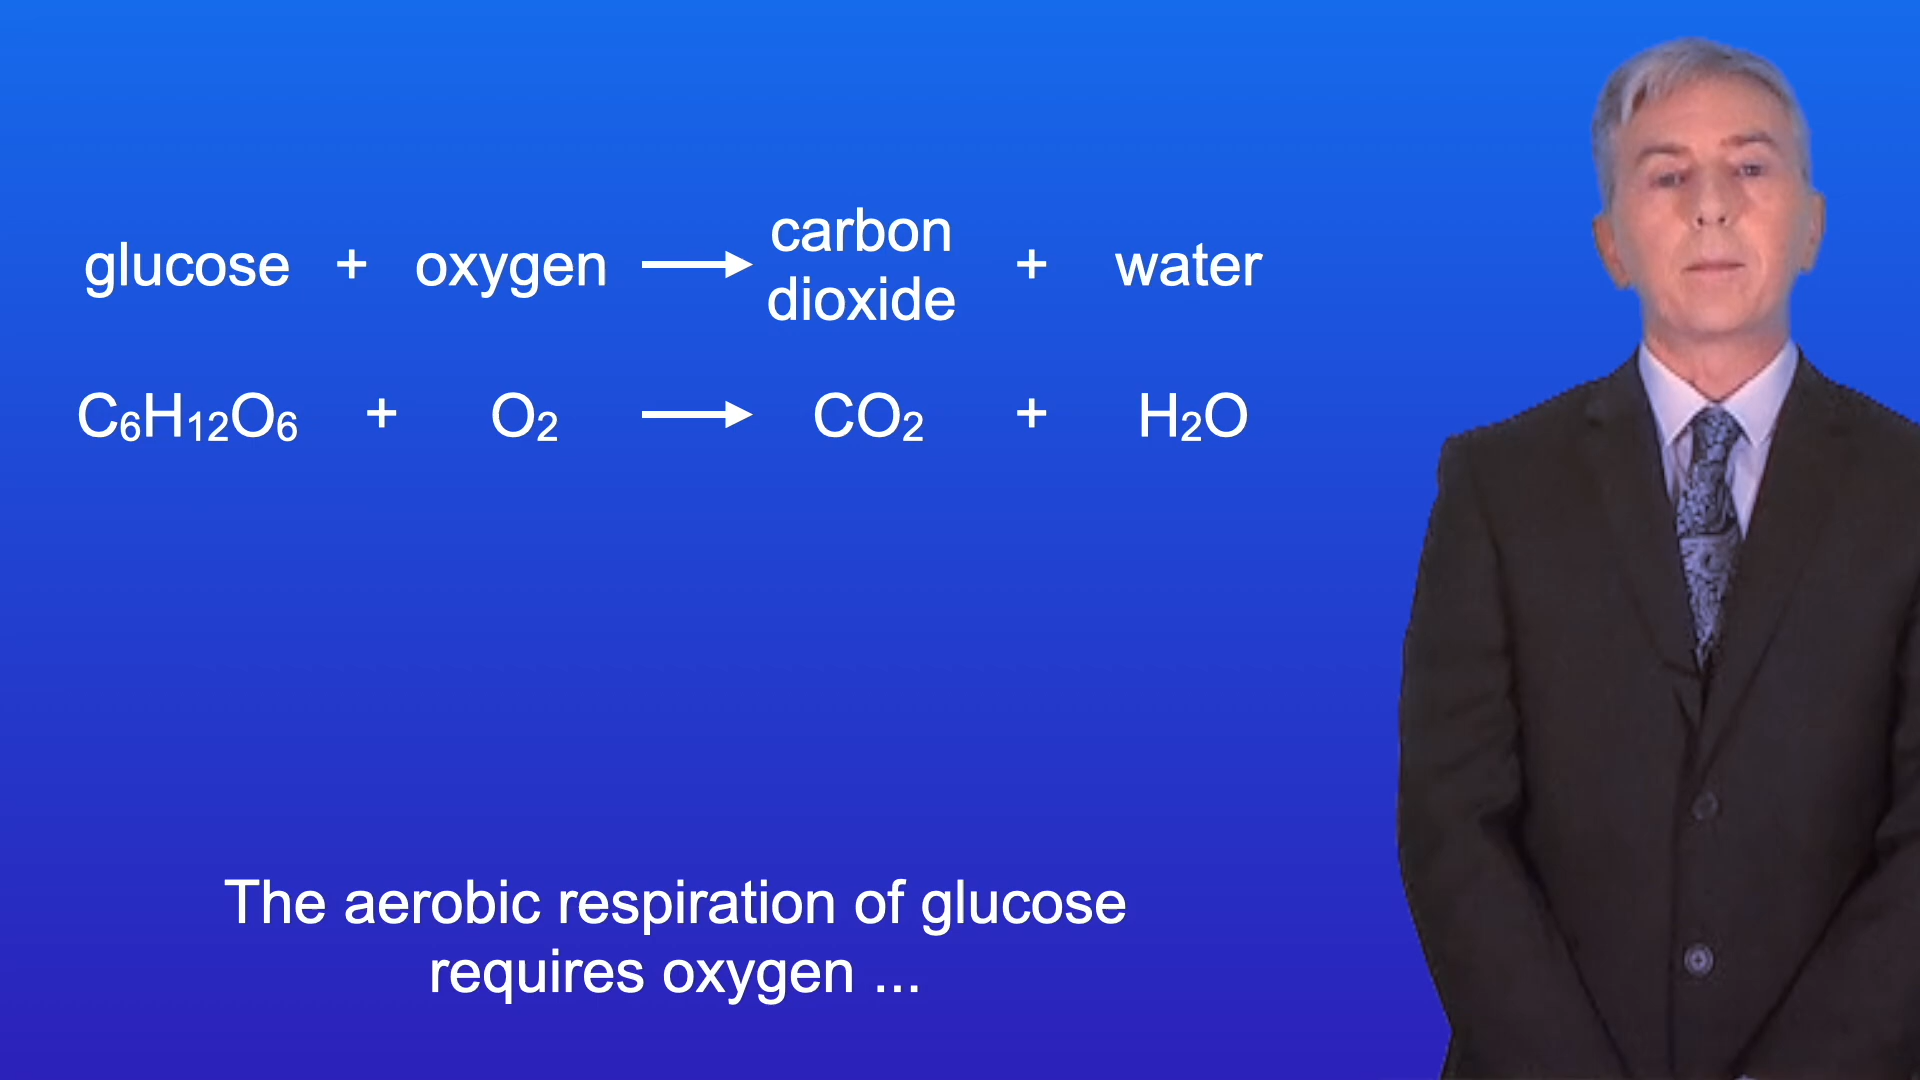 glucose + oxygen ⟶ carbon dioxide + water
C₆H₁₂O₆ + O₂ ⟶ CO₂ + H₂O
The aerobic respiration of glucose
requires oxygen ...